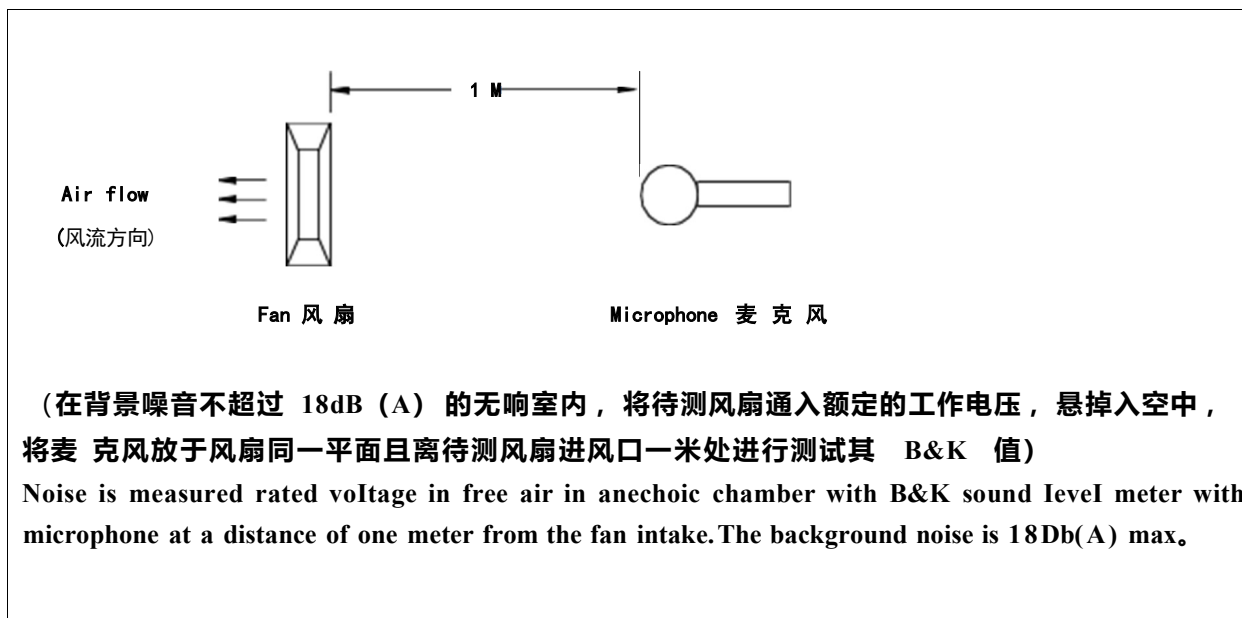 1 M
Air flow
(风流方向)
Fan 风 扇
Microphone 麦 克 风
(在背景噪音不超过 18dB (A) 的无响室内, 将待测风扇通入额定的工作电压, 悬掉入空中,
将麦 克风放于风扇同一平面且离待测风扇进风口一米处进行测试其 B&K 值)
Noise is measured rated voItage in free air in anechoic chamber with B&K sound IeveI meter with
microphone at a distance of one meter from the fan intake.The background noise is 18Db(A) max。